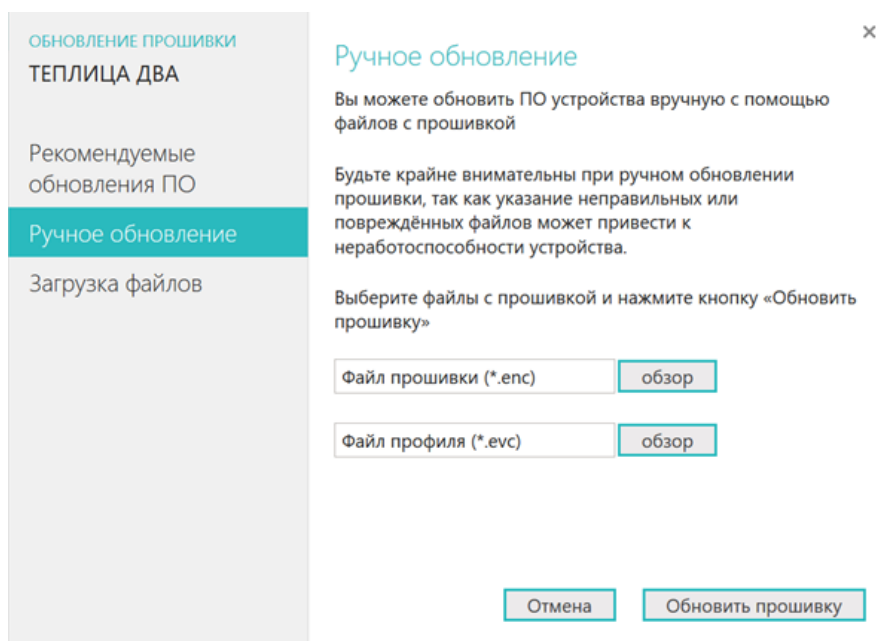 ОБНОВЛЕНИЕ ПРОШИВКИ
ТЕПЛИЦА ДВА
Рекомендуемые
обновления ПО
Ручное обновление
Загрузка файлов
Ручное обновление
Вы можете обновить ПО устройства вручную с помощью
файлов с прошивкой
Будьте крайне внимательны при ручном обновлении
прошивки, так как указание неправильных или
повреждённых файлов может привести к
неработоспособности устройства.
Выберите файлы с прошивкой и нажмите кнопку «Обновить
прошивку»
Файл прошивки (*.enc) обзор
Файл профиля (*.evc) обзор
Отмена Обновить прошивку